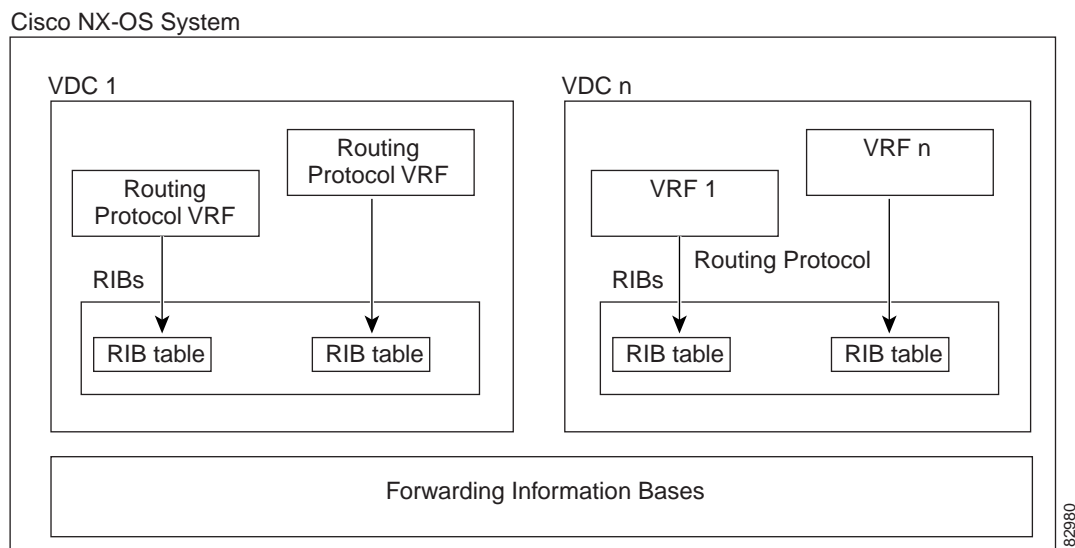 Cisco NX-OS System
VDC 1
Routing
Protocol VRF
Routing
Protocol VRF
RIBs
RIB table
RIB table
VDC n
VRF n
VRF 1
Routing Protocol
RIBs
RIB table
RIB table
Forwarding Information Bases
82980